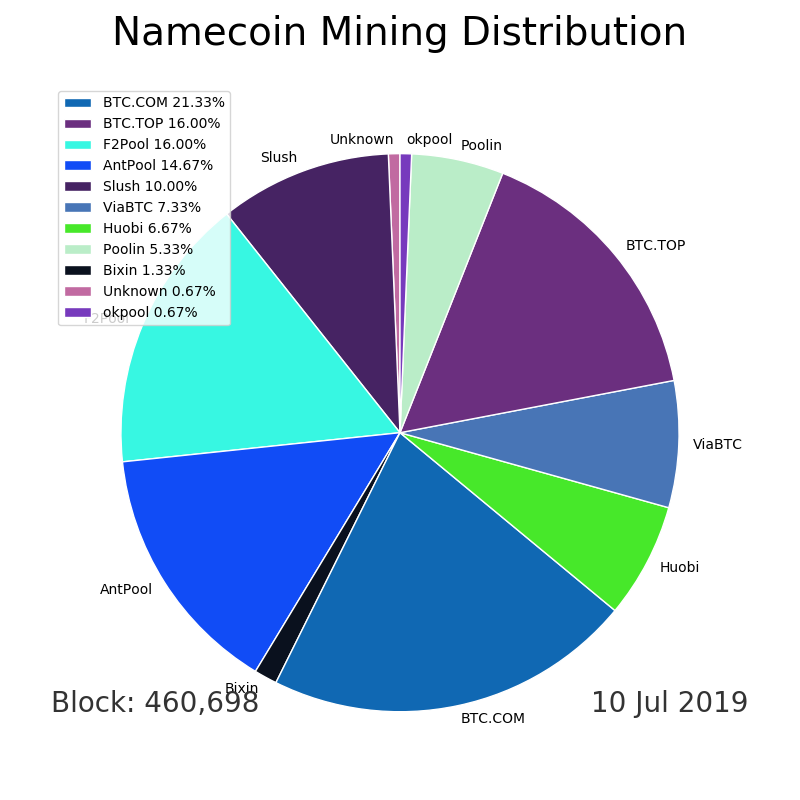 Namecoin Mining Distribution
BTC.COM 21.33%
BTC.TOP 16.00%
F2Pool 16.00%
AntPool 14.67%
Slush 10.00%
ViaBTC 7.33%
Huobi 6.67%
Poolin 5.33%
Bixin 1.33%
Unknown 0.67%
okpool 0.67%
Unknown
okpool
Poolin
Slush
BTC.TOP
F2Pool
ViaBTC
Huobi
AntPool
Bixin
BTC.COM
Block: 460,698
10 Jul 2019